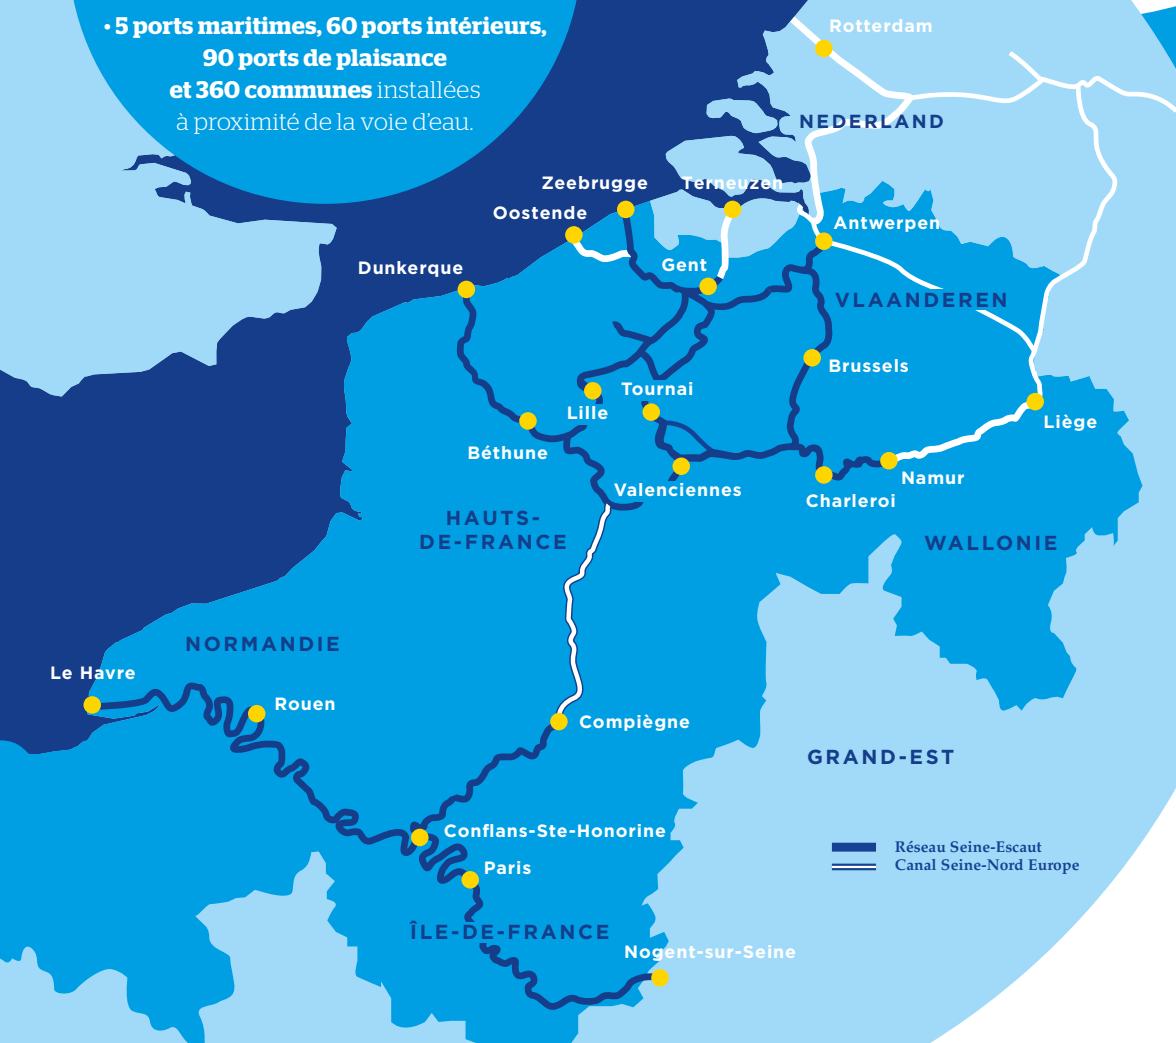 • 5 ports maritimes, 60 ports intérieurs,
90 ports de plaisance
et 360 communes installées
à proximité de la voie d’eau.
Rotterdam
NEDERLAND
Zeebrugge
Terneuzen
Oostende
Antwerpen
Dunkerque
Gent
VLAANDEREN
Brussels
Tournai
Lille
Liège
Béthune
Namur
Valenciennes
Charleroi
HAUTS-
DE-FRANCE
WALLONIE
NORMANDIE
Le Havre
Rouen
Compiègne
GRAND-EST
Conflans-Ste-Honorine
Réseau Seine-Escaut
Canal Seine-Nord Europe
Paris
ÎLE-DE-FRANCE
Nogent-sur-Seine